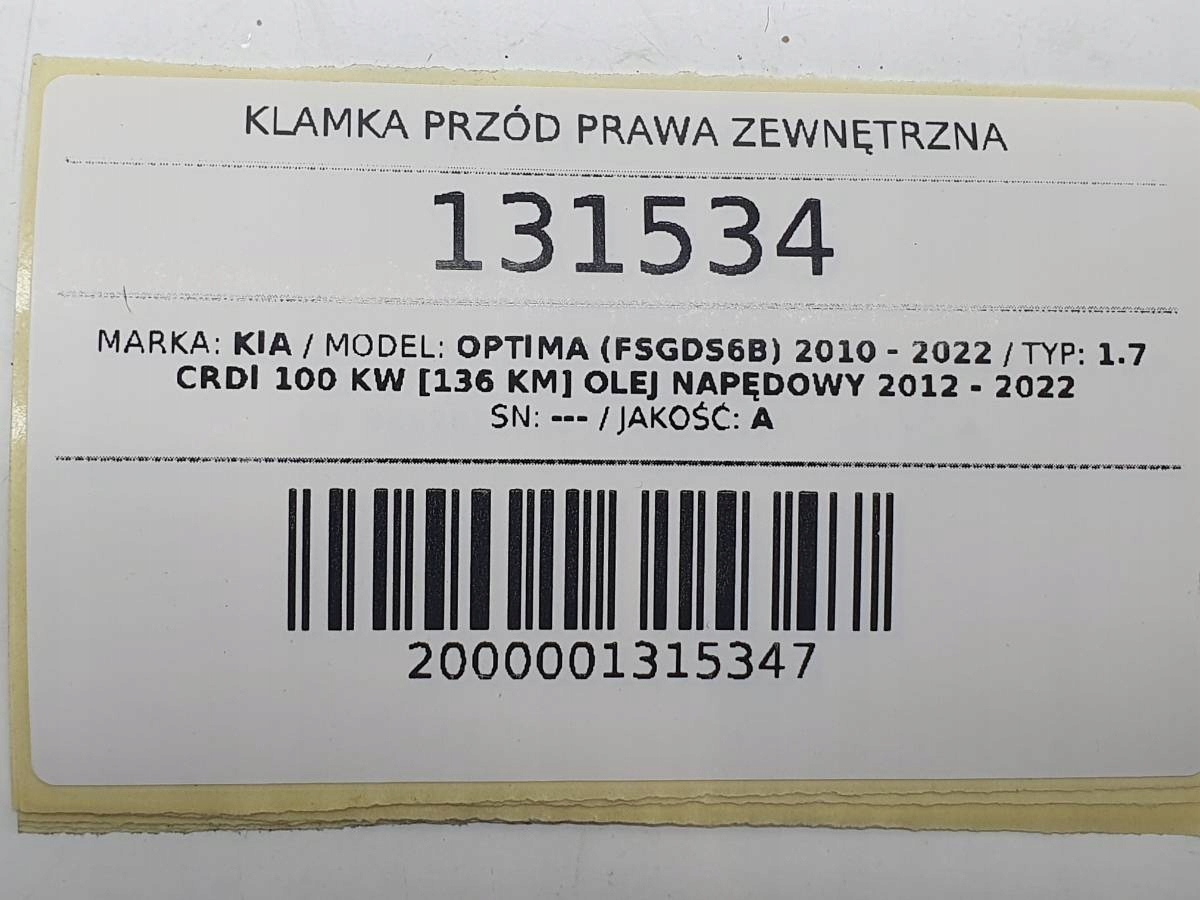 KLAMKA PRZÓD PRAWA ZEWNĘTRZNA
131534
MARKA: KIA / MODEL: OPTIMA (FSGDS6B) 2010 - 2022 / TYP: 1.7
CRDI 100 KW [136 KM] OLEJ NAPĘDOWY 2012 - 2022
SN: --- / JAKOŚĆ: A
2000001315347